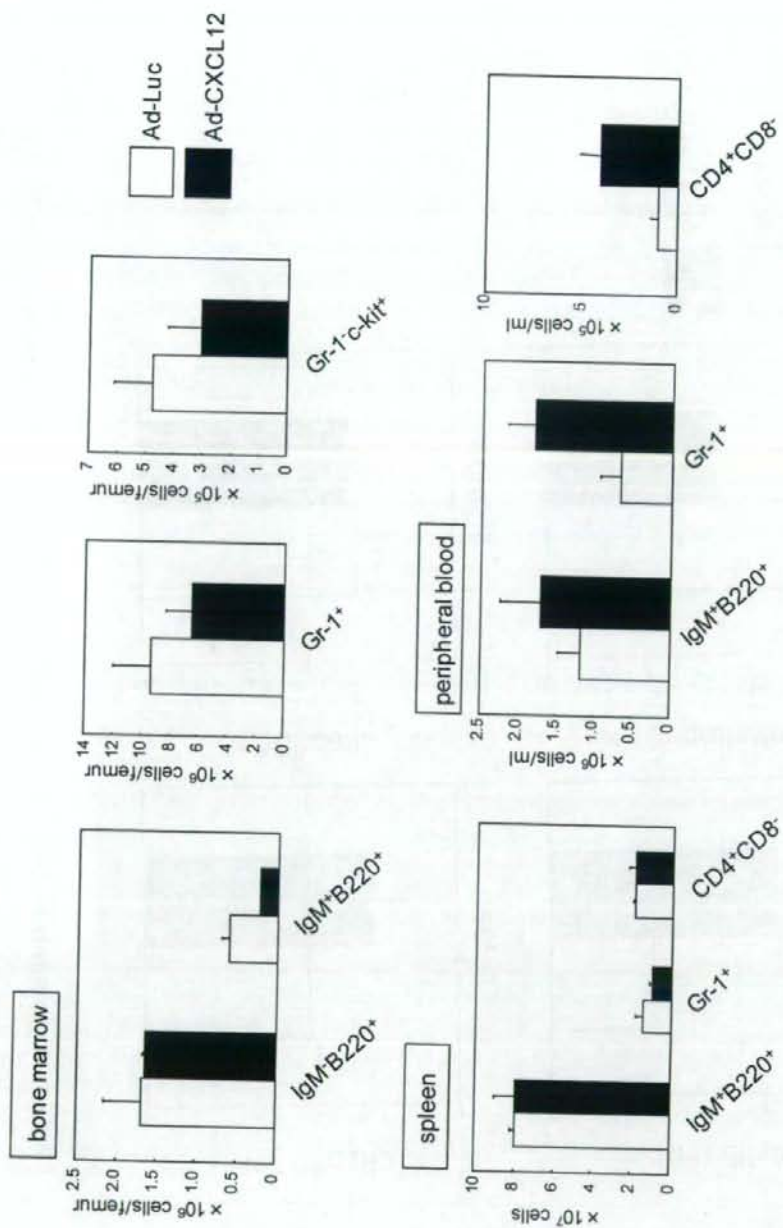 bone marrow
× 10⁶ cells/femur
2.5
2.0
1.5
1.0
0.5
0
IgM⁻B220⁺
IgM⁺B220⁺
× 10⁶ cells/femur
14
12
10
8
6
4
2
0
Gr-1⁺
× 10⁵ cells/femur
7
6
5
4
3
2
1
0
Gr-1⁻c-kit⁺
Ad-Luc
Ad-CXCL12
spleen
× 10⁷ cells
10
8
6
4
2
0
IgM⁺B220⁺
Gr-1⁺
CD4⁺CD8⁻
peripheral blood
× 10⁶ cells/ml
2.5
2.0
1.5
1.0
0.5
0
IgM⁺B220⁺
Gr-1⁺
× 10⁵ cells/ml
10
5
0
CD4⁺CD8⁻